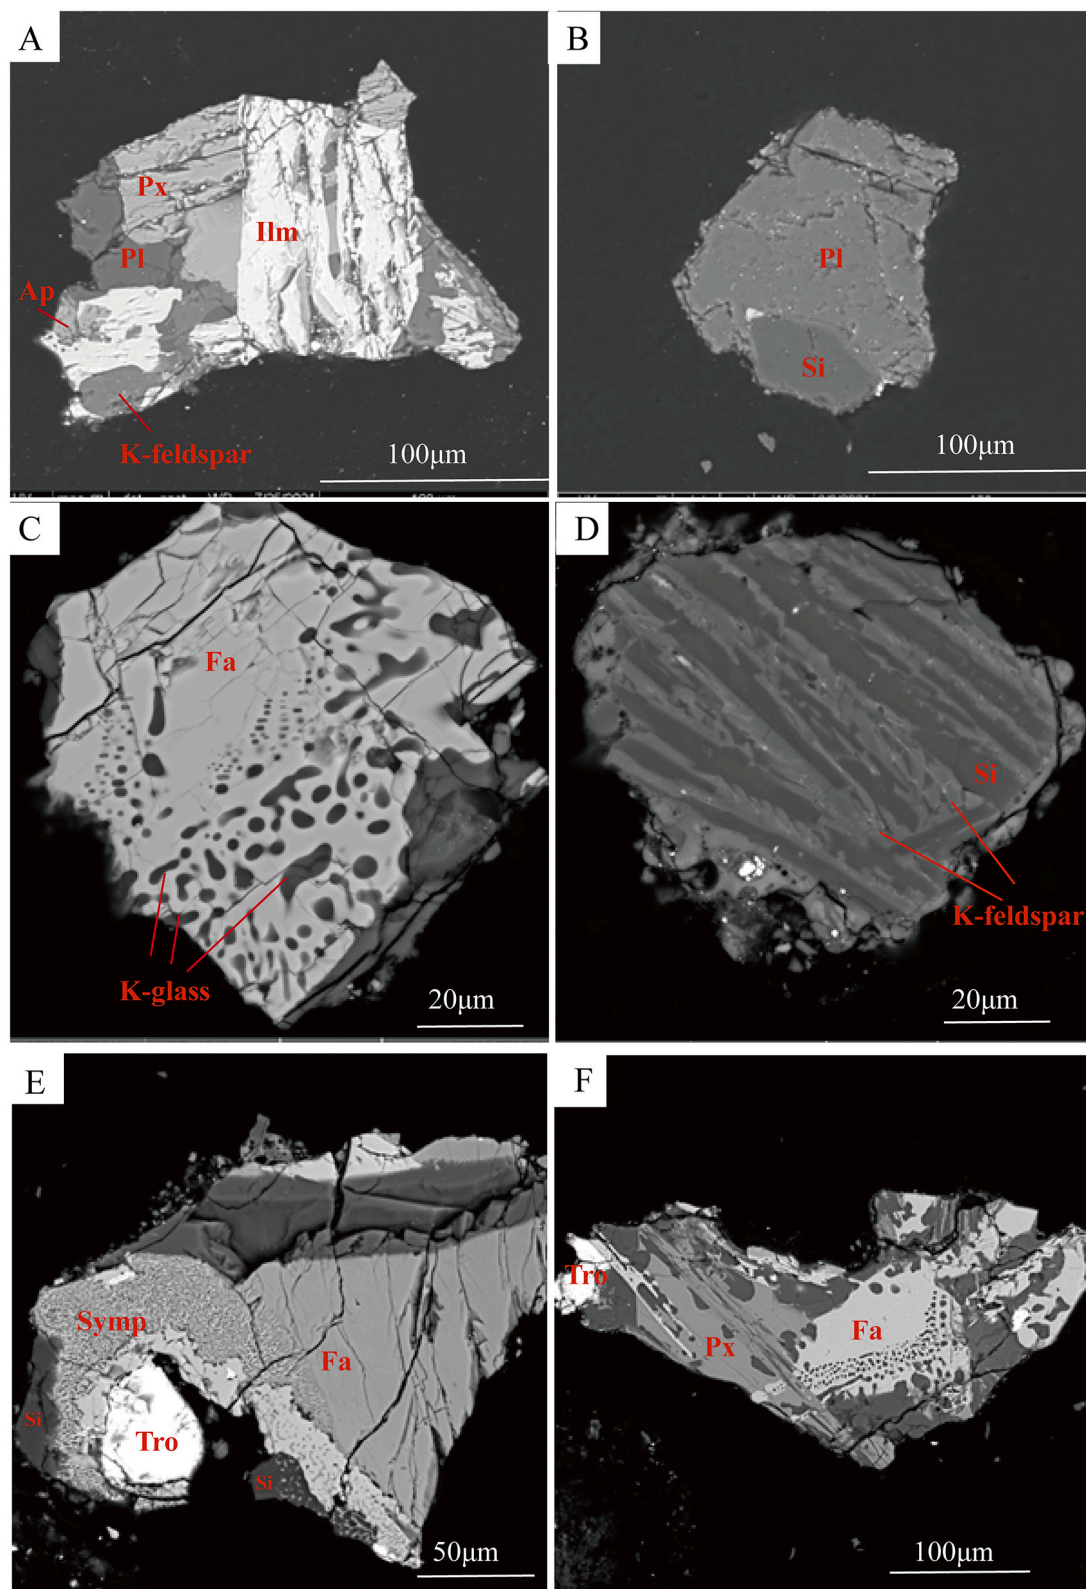 A
Px
Ilm
Pl
Ap
K-feldspar
100μm
B
Pl
Si
100μm
C
Fa
K-glass
20μm
D
Si
K-feldspar
20μm
E
Symp
Fa
Si
Tro
Si
50μm
F
Tro
Fa
Px
100μm